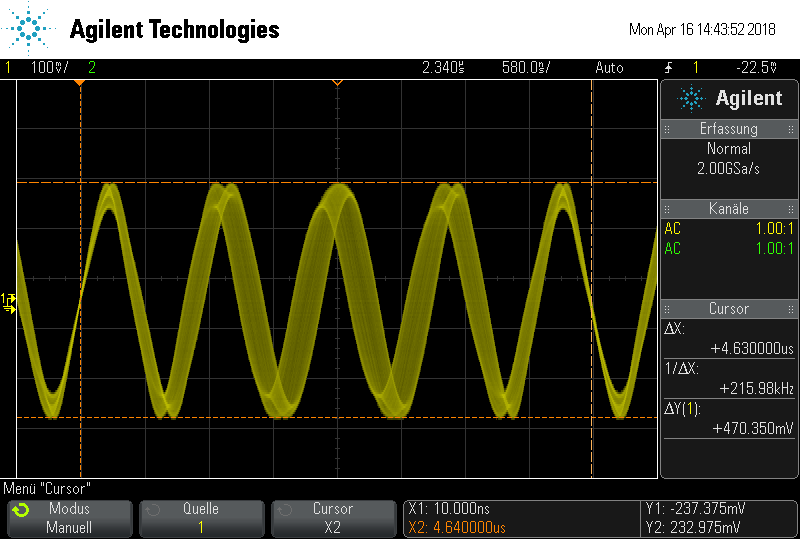 Agilent Technologies
Mon Apr 16 14:43:52 2018
1 100mV/ 2 2.340µs 580.0ns/ Auto 1 -22.5mV
Agilent
Erfassung
Normal
2.00GSa/s
Kanäle
AC 1.00:1
AC 1.00:1
Cursor
ΔX:
+4.630000us
1/ΔX:
+215.98kHz
ΔY(1):
+470.350mV
1
Menü "Cursor"
Modus
Manuell
Quelle
1
Cursor
X2
X1: 10.000ns
X2: 4.640000us
Y1: -237.375mV
Y2: 232.975mV